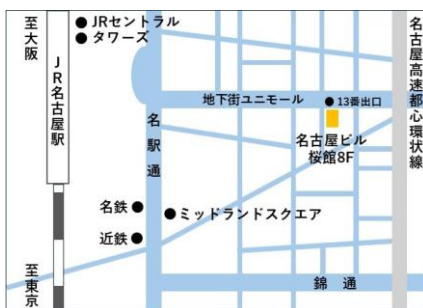 至大阪
JRセントラル
タワーズ
JR名古屋駅
名古屋高速都心環状線
地下街ユニモール
13番出口
名駅通
名古屋ビル
桜館8F
名鉄
ミッドランドスクエア
近鉄
至東京
錦通